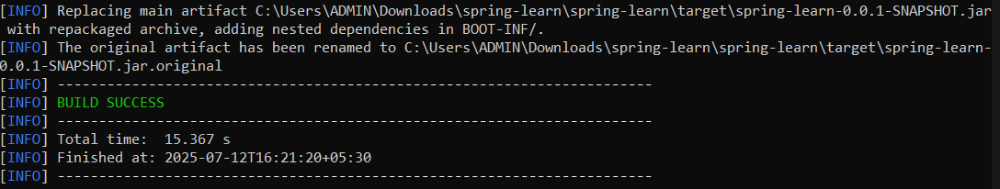 [INFO] Replacing main artifact C:\Users\ADMIN\Downloads\spring-learn\spring-learn\target\spring-learn-0.0.1-SNAPSHOT.jar
 with repackaged archive, adding nested dependencies in BOOT-INF/.
[INFO] The original artifact has been renamed to C:\Users\ADMIN\Downloads\spring-learn\spring-learn\target\spring-learn-
0.0.1-SNAPSHOT.jar.original
[INFO] ------------------------------------------------------------------------
[INFO] BUILD SUCCESS
[INFO] ------------------------------------------------------------------------
[INFO] Total time:  15.367 s
[INFO] Finished at: 2025-07-12T16:21:20+05:30
[INFO] ------------------------------------------------------------------------